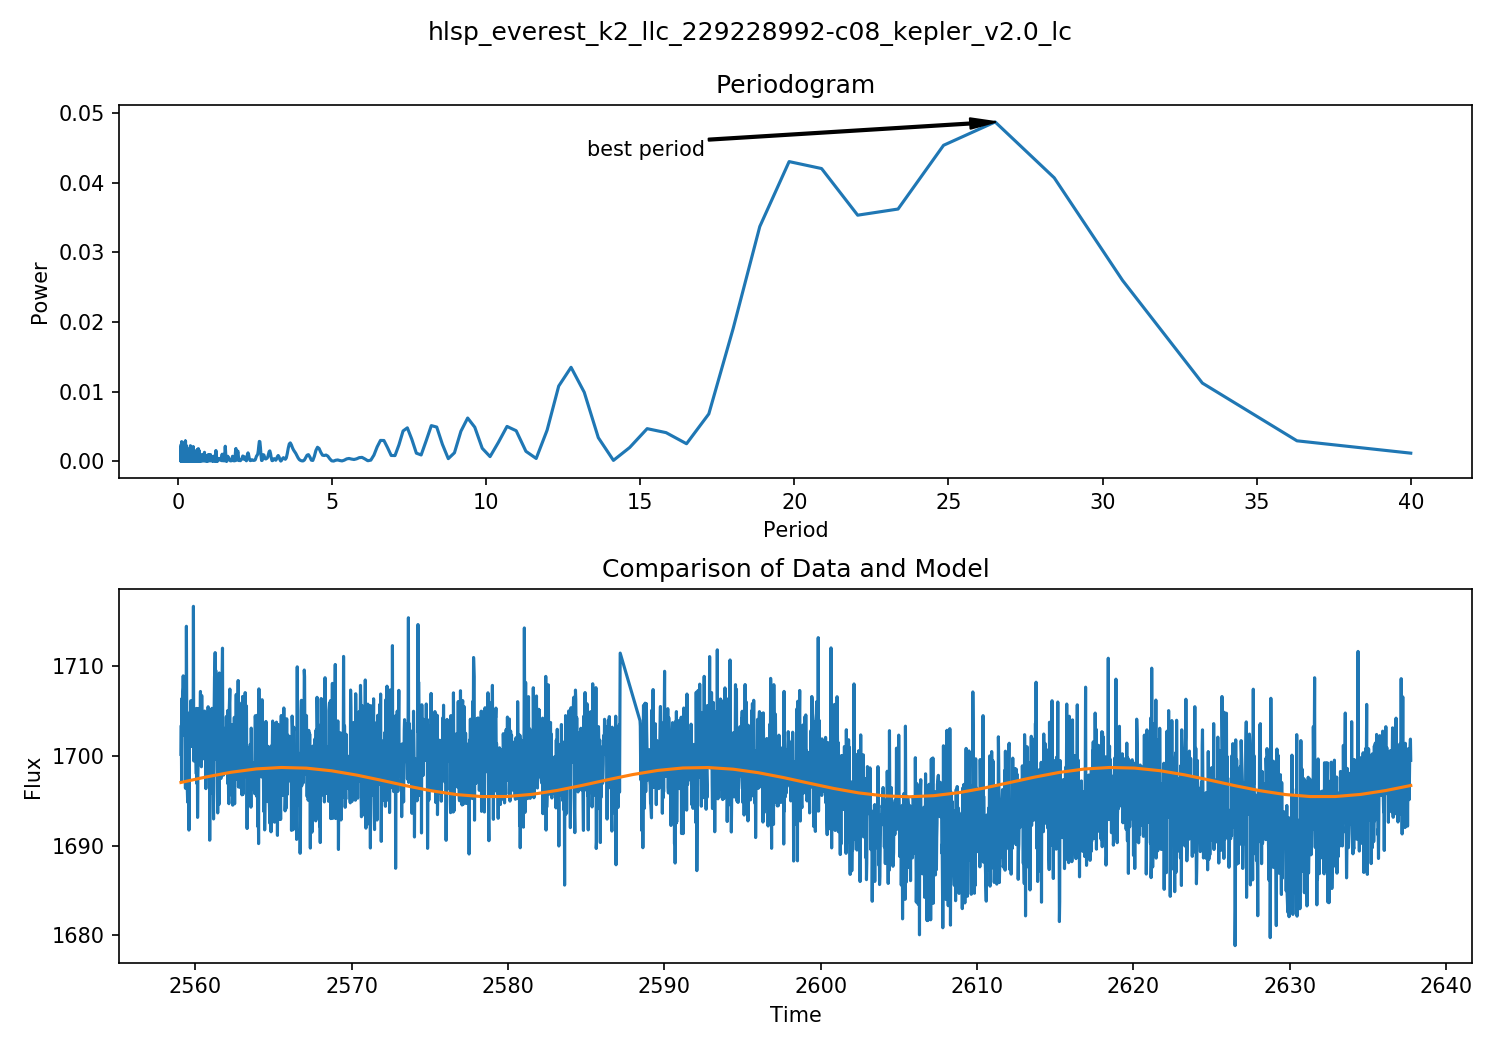 hlsp_everest_k2_llc_229228992-c08_kepler_v2.0_lc
Periodogram
0.05
0.04
0.03
0.02
0.01
0.00
Power
best period
0 5 10 15 20 25 30 35 40
Period
Comparison of Data and Model
1710
1700
1690
1680
Flux
2560 2570 2580 2590 2600 2610 2620 2630 2640
Time